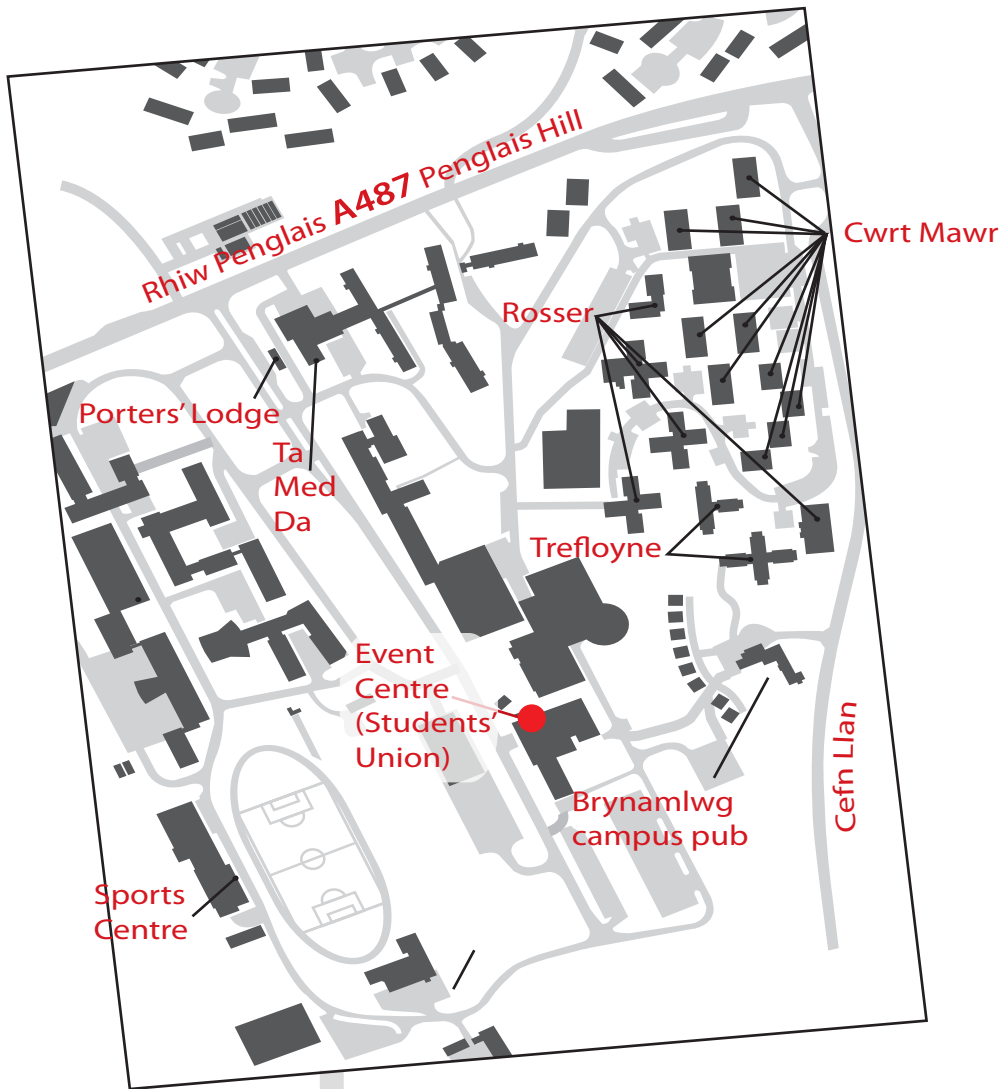 Rhiw Penglais A487 Penglais Hill
Cwrt Mawr
Rosser
Porters’ Lodge
Ta
Med
Da
Trefloyne
Event
Centre
(Students’
Union)
Brynamlwg
campus pub
Cefn Llan
Sports
Centre